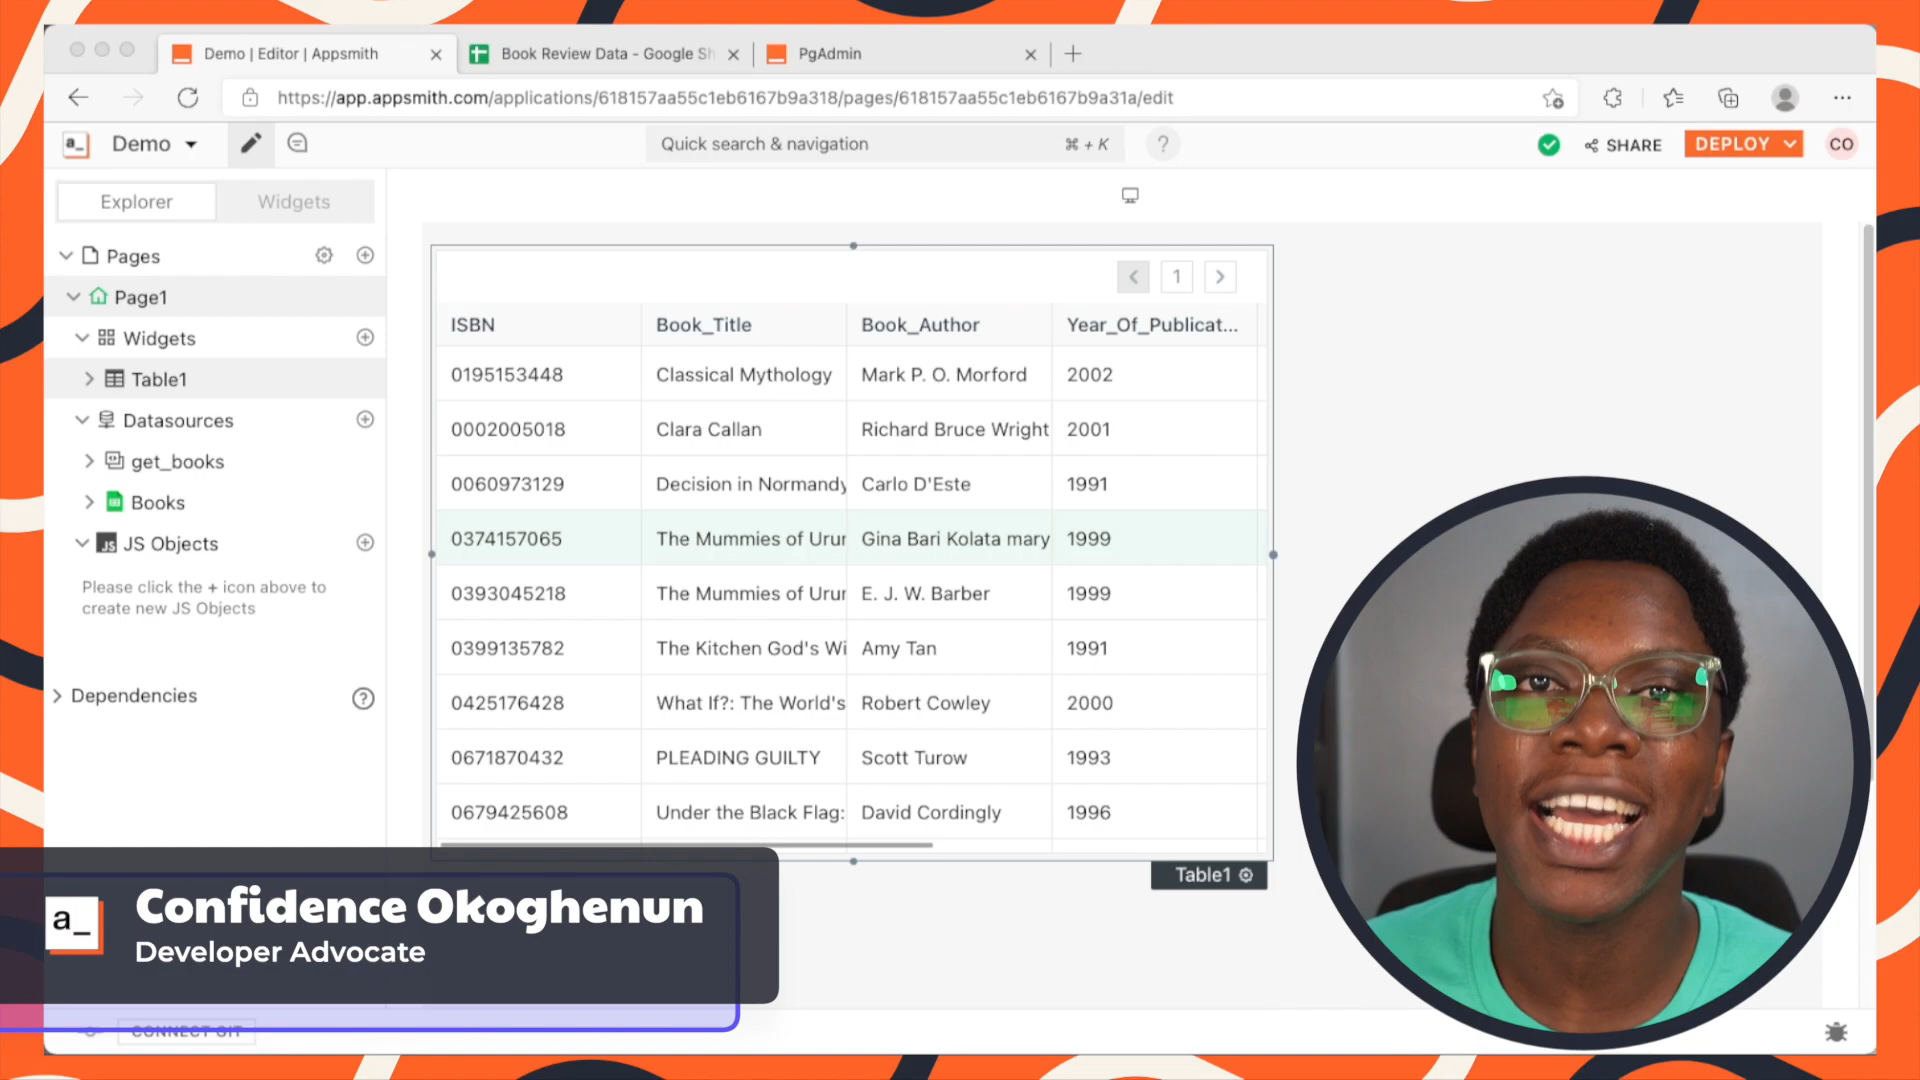 Demo | Editor | Appsmith
Book Review Data - Google Sh
PgAdmin
https://app.appsmith.com/applications/618157aa55c1eb6167b9a318/pages/618157aa55c1eb6167b9a31a/edit
a_
Demo
Quick search & navigation
⌘ + K
?
SHARE
DEPLOY
CO
Explorer
Widgets
Pages
Page1
Widgets
Table1
Datasources
get_books
Books
JS
JS Objects
Please click the + icon above to
create new JS Objects
Dependencies
?
1
ISBN Book_Title Book_Author Year_Of_Publicat...
0195153448 Classical Mythology Mark P. O. Morford 2002
0002005018 Clara Callan Richard Bruce Wright 2001
0060973129 Decision in Normandy Carlo D'Este 1991
0374157065 The Mummies of Urur Gina Bari Kolata mary 1999
0393045218 The Mummies of Urur E. J. W. Barber 1999
0399135782 The Kitchen God's Wi Amy Tan 1991
0425176428 What If?: The World's Robert Cowley 2000
0671870432 PLEADING GUILTY Scott Turow 1993
0679425608 Under the Black Flag: David Cordingly 1996
Table1
a_
Confidence Okoghenun
Developer Advocate
CONNECT GIT